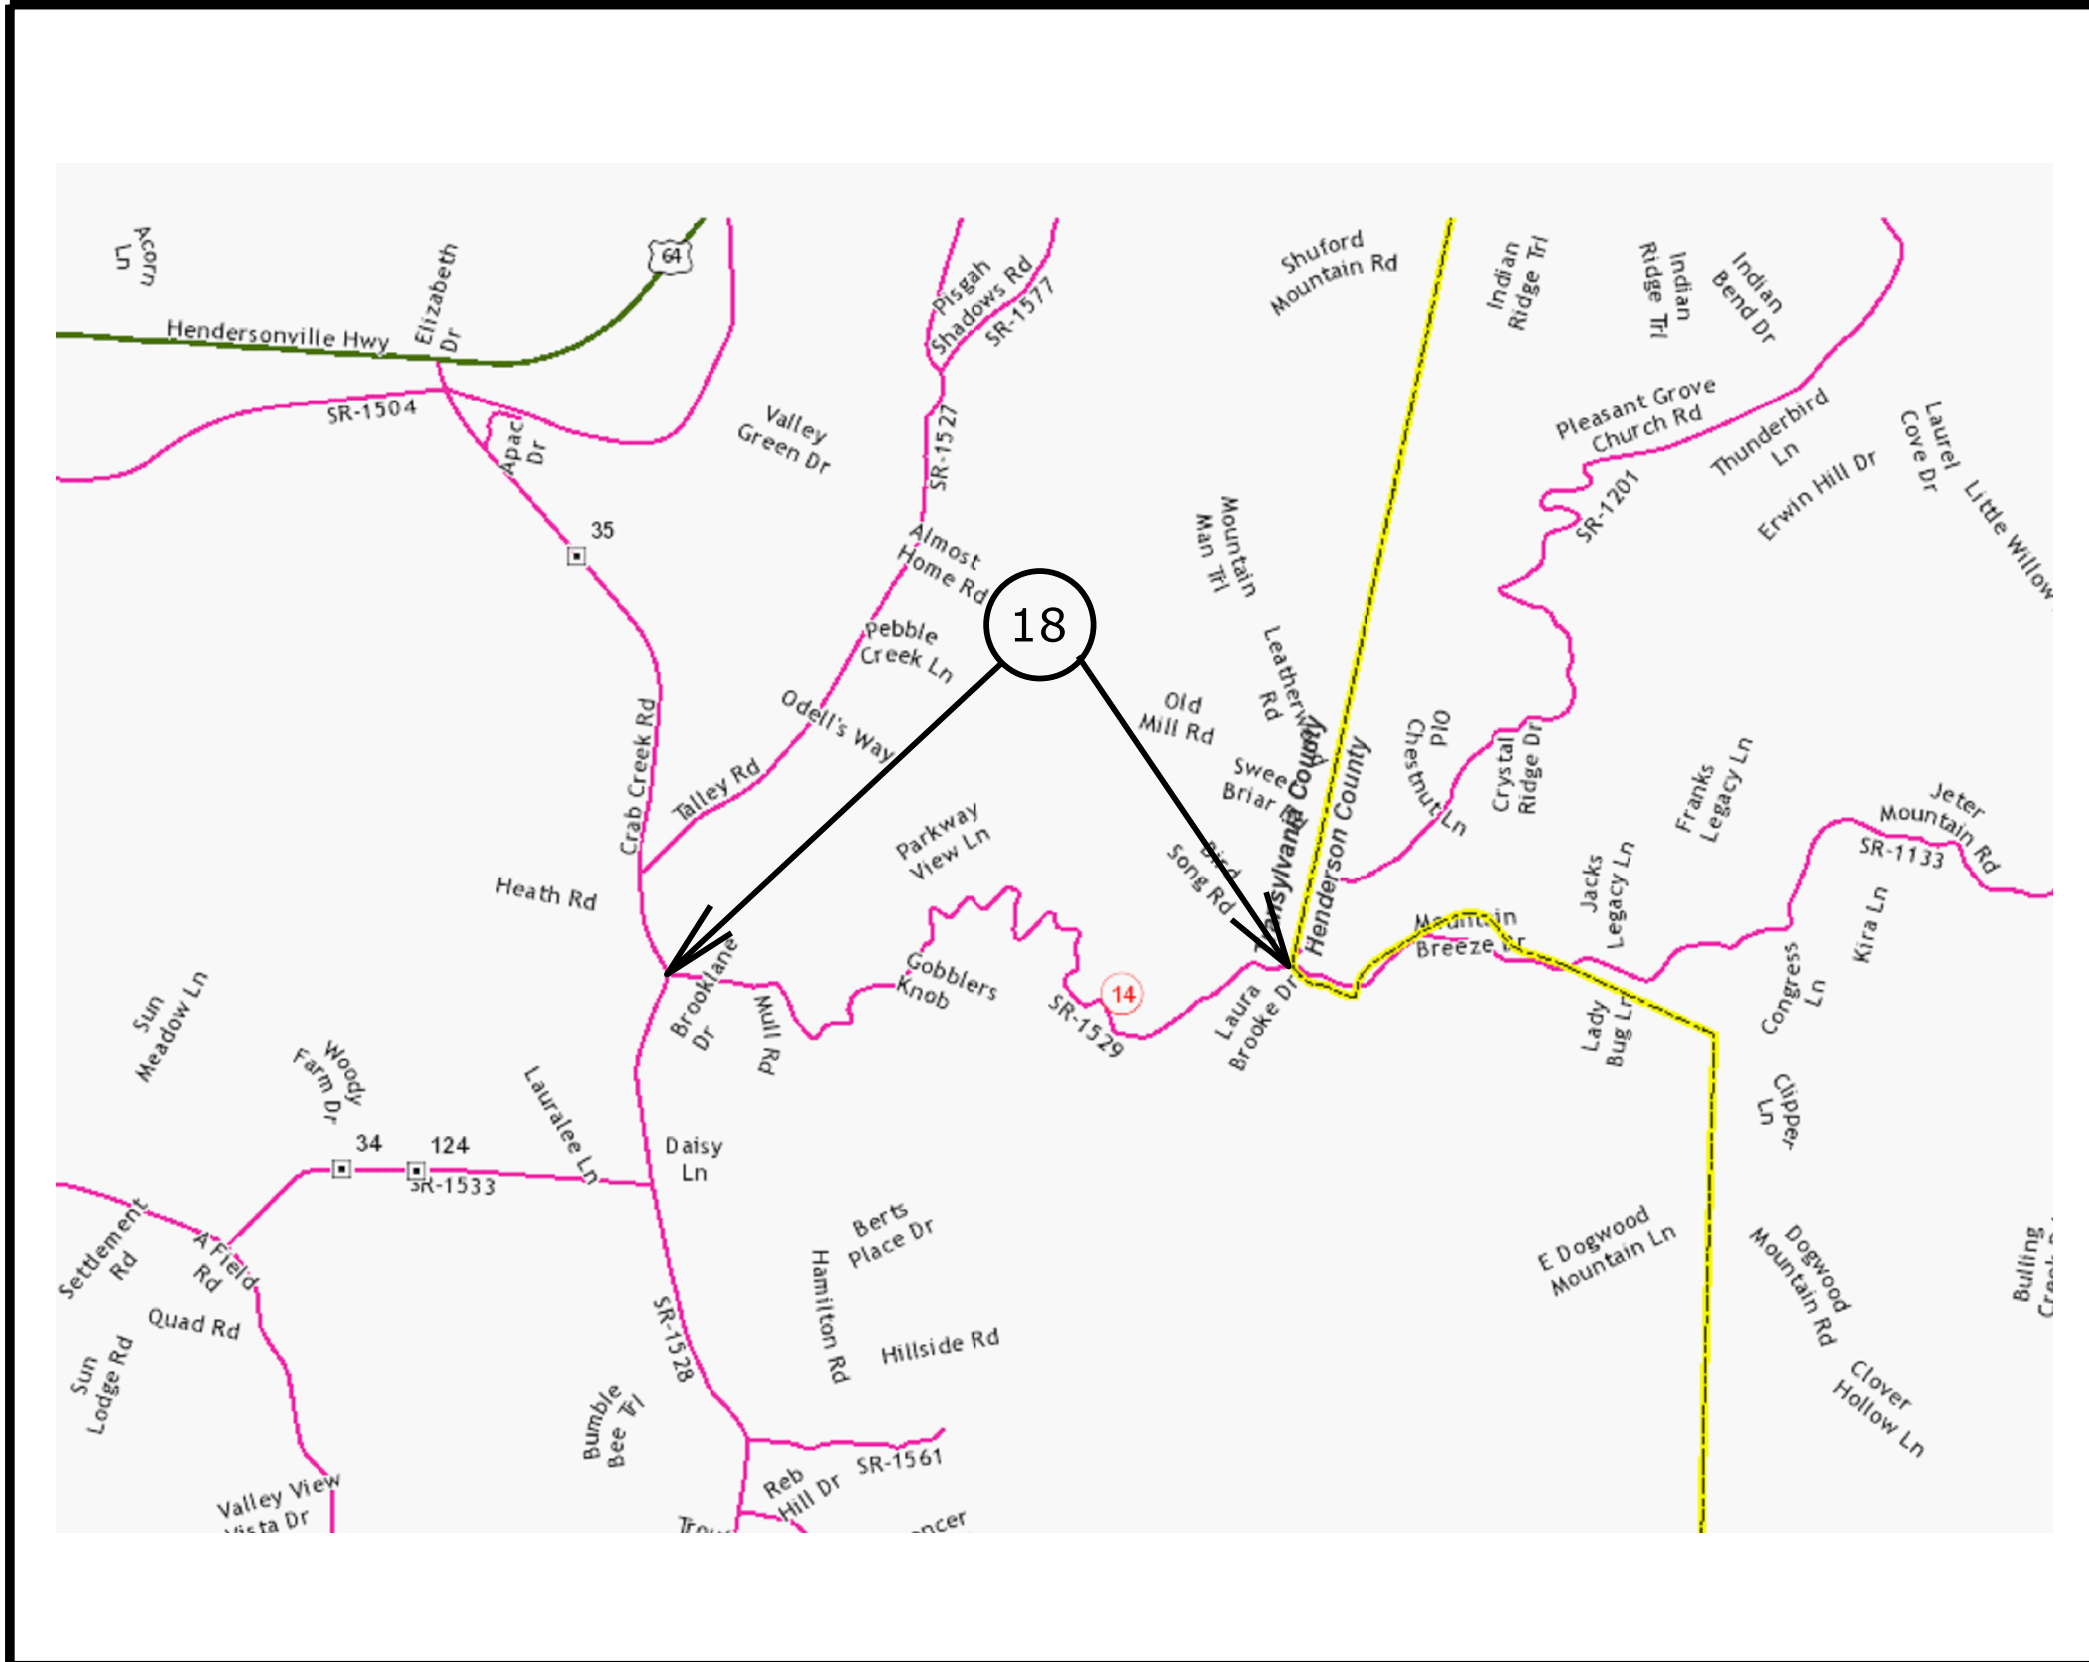 Acorn
Ln
Elizabeth
Dr
64
Hendersonville Hwy
SR-1504
Apac
Dr
Valley
Green Dr
Pisgah
Shadows Rd
SR-1577
SR-1527
Shuford
Mountain Rd
Indian
Ridge Trl
Indian
Ridge Trl
Indian
Bend Dr
Pleasant Grove
Church Rd
Thunderbird
Ln
Erwin Hill Dr
Laurel
Cove Dr
Little Willow
SR-1201
35
Almost
Home Rd
Mountain
Man Trl
18
Pebble
Creek Ln
Odell's Way
Crab Creek Rd
Talley Rd
Old
Mill Rd
Rd
Briar
Henderson County
Old
Chestnut Ln
Crystal
Ridge Dr
Franks
Legacy Ln
Jeter
Mountain Rd
SR-1133
Heath Rd
Parkway
View Ln
Bird
Song Rd
Mountain
Breeze Dr
Jacks
Legacy Ln
Kira Ln
Congress
Ln
Brooklane
Dr
Mull Rd
Gobblers
Knob
14
SR-1529
Laura
Brooke Dr
Lady
Bug Ln
Sun
Meadow Ln
Woody
Farm Dr
Lauralee Ln
Daisy
Ln
Clipper
Ln
34
124
SR-1533
Settlement
Rd
A Field
Rd
Quad Rd
Sun
Lodge Rd
Berts
Place Dr
Hamilton Rd
Hillside Rd
SR-1528
E Dogwood
Mountain Ln
Dogwood
Mountain Rd
Bulling
Clover
Hollow Ln
Bumble
Bee Trl
SR-1561
Reb
Hill Dr
Valley View
Vista Dr